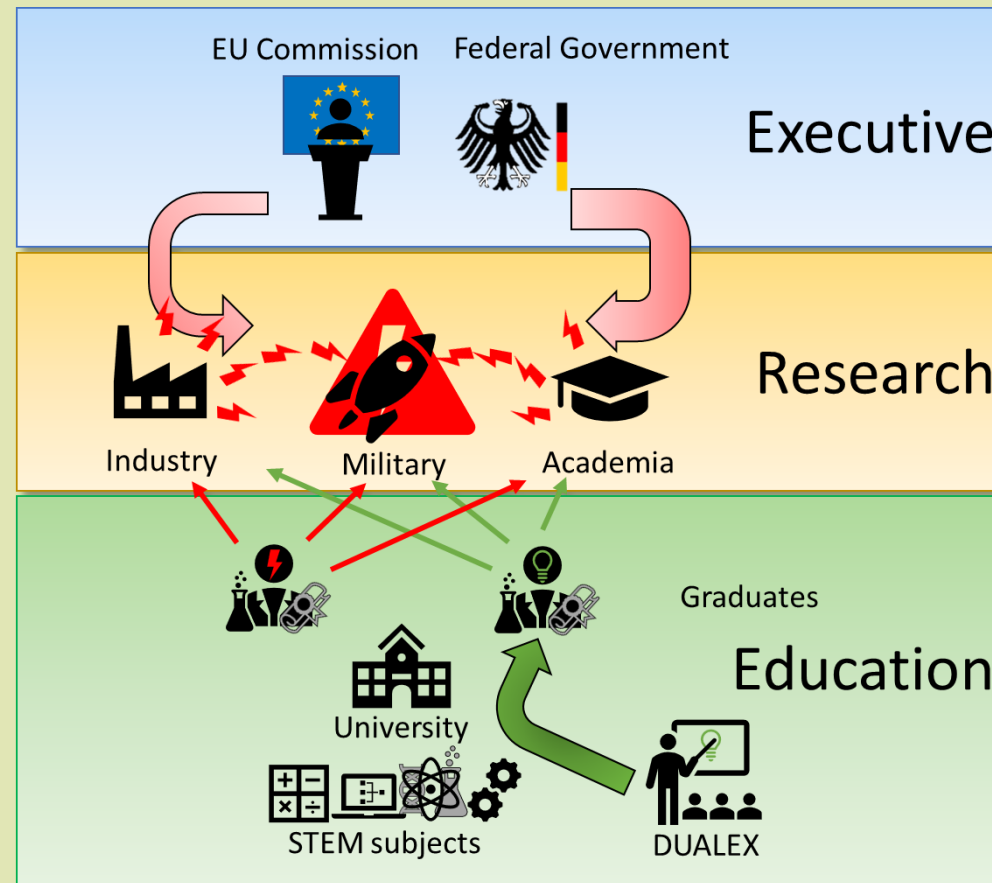 EU Commission
Federal Government
Executive
Research
Industry
Military
Academia
Graduates
Education
University
STEM subjects
DUALEX